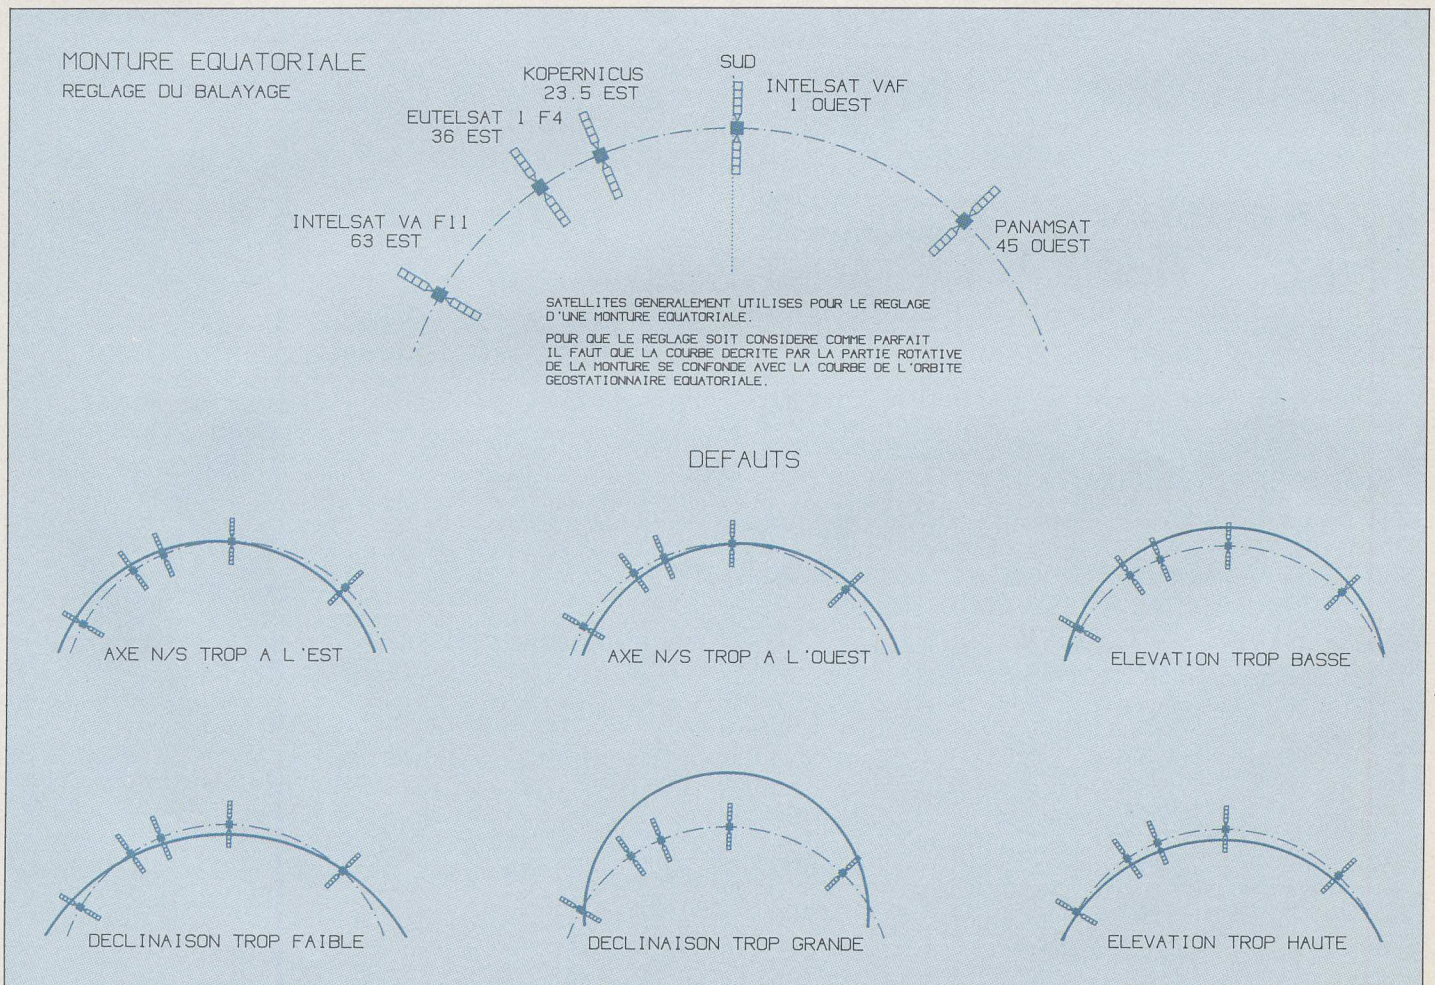 MONTURE EQUATORIALE
REGLAGE DU BALAYAGE
SUD
KOPERNICUS
23.5 EST
INTELSAT VAF
1 OUEST
EUTELSAT 1 F4
36 EST
INTELSAT VA F11
63 EST
PANAMSAT
45 OUEST
SATELLITES GENERALEMENT UTILISES POUR LE REGLAGE
D'UNE MONTURE EQUATORIALE.
POUR QUE LE REGLAGE SOIT CONSIDERE COMME PARFAIT
IL FAUT QUE LA COURBE DECRITE PAR LA PARTIE ROTATIVE
DE LA MONTURE SE CONFONDE AVEC LA COURBE DE L'ORBITE
GEOSTATIONNAIRE EQUATORIALE.
DEFAUTS
AXE N/S TROP A L'EST
AXE N/S TROP A L'OUEST
ELEVATION TROP BASSE
DECLINAISON TROP FAIBLE
DECLINAISON TROP GRANDE
ELEVATION TROP HAUTE